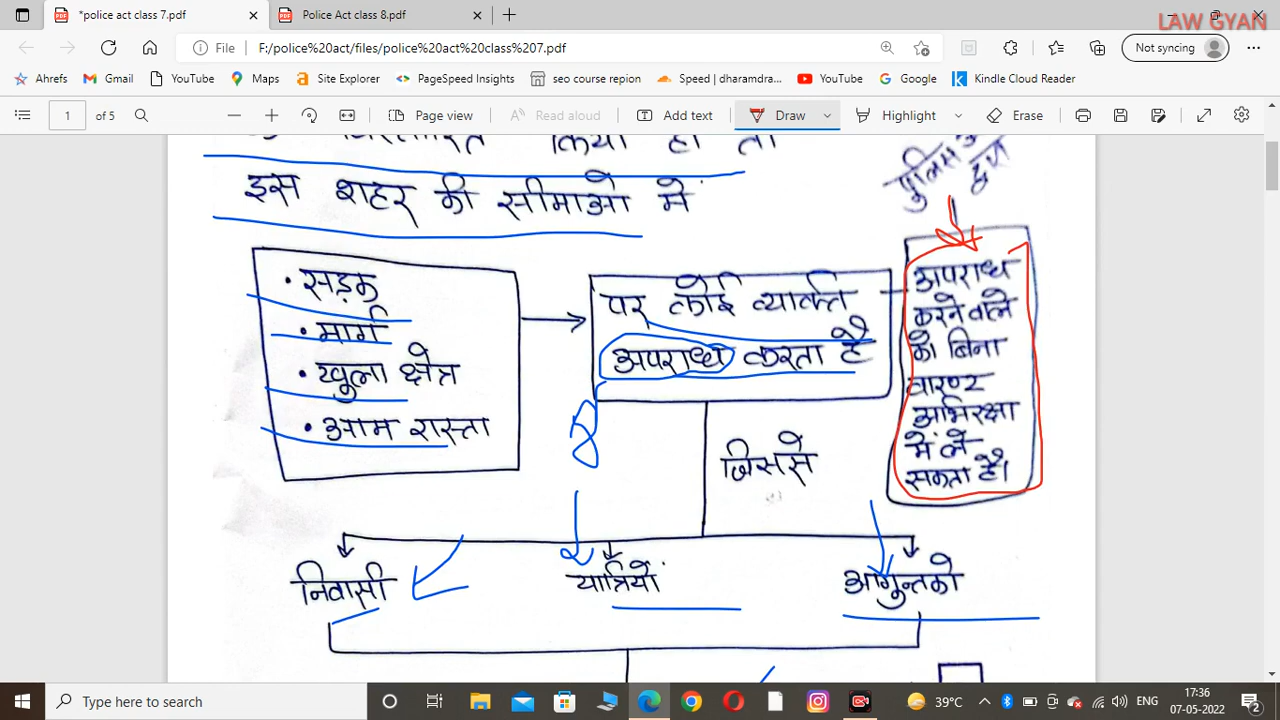 *police act class 7.pdf
Police Act class 8.pdf
LAW GYAN
File F:/police%20act/files/police%20act%20class%207.pdf
Not syncing
Ahrefs Gmail YouTube Maps Site Explorer PageSpeed Insights seo course repion Speed | dharamdra... YouTube Google Kindle Cloud Reader
1 of 5 Page view Read aloud Add text Draw Highlight Erase
किया हो तो
इस शहर की सीमाओ में
पुलिस
द्वारा
• सड़क
• मार्ग
• खुला क्षेत्र
• आम रास्ता
पर कोई व्यक्ति
अपराध करता है
अपराध
करने वाले
को बिना
वारण्ट
अभिरक्षा
में ले
सकता है।
जिससे
निवासी यात्रियों आगुन्तको
Type here to search
39°C ENG
17:36
07-05-2022
2